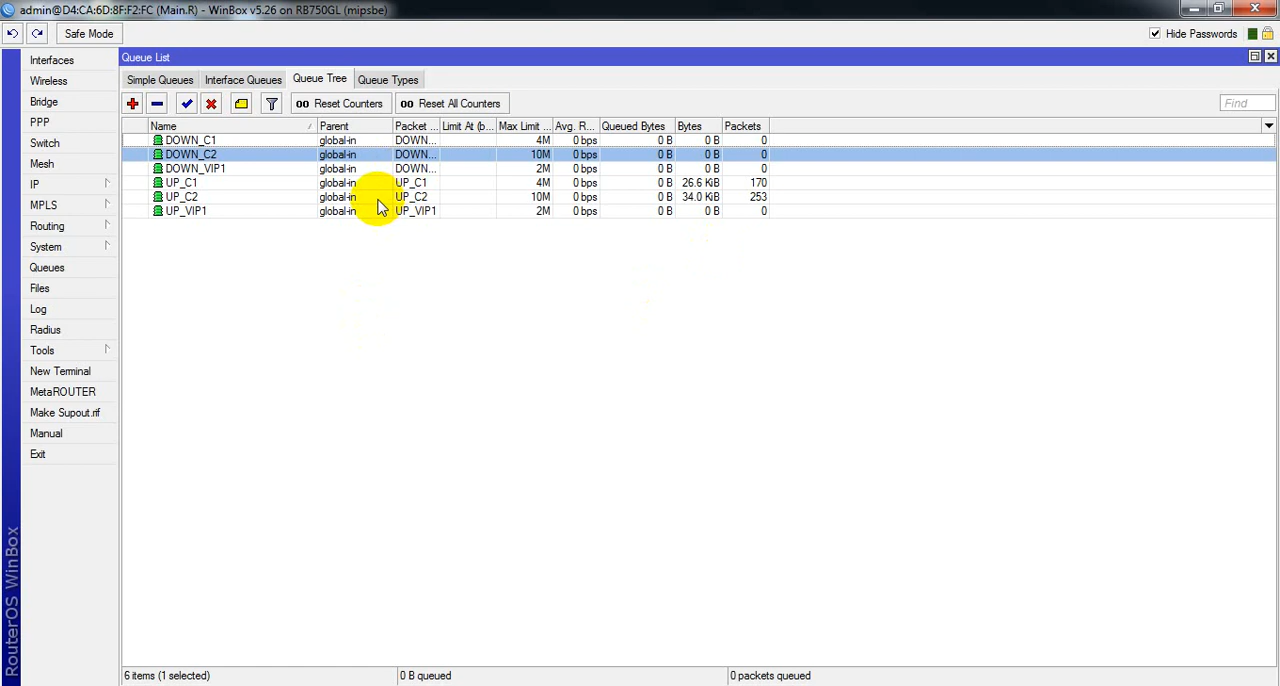 admin@D4:CA:6D:8F:F2:FC (Main.R) - WinBox v5.26 on RB750GL (mipsbe)
Safe Mode
Hide Passwords
Interfaces
Wireless
Bridge
PPP
Switch
Mesh
IP
MPLS
Routing
System
Queues
Files
Log
Radius
Tools
New Terminal
MetaROUTER
Make Supout.rif
Manual
Exit
RouterOS WinBox
Queue List
Simple Queues Interface Queues Queue Tree Queue Types
00 Reset Counters 00 Reset All Counters Find
Name Parent Packet ... Limit At (b... Max Limit ... Avg. R... Queued Bytes Bytes Packets
DOWN_C1 global-in DOWN... 4M 0 bps 0 B 0 B 0
DOWN_C2 global-in DOWN... 10M 0 bps 0 B 0 B 0
DOWN_VIP1 global-in DOWN... 2M 0 bps 0 B 0 B 0
UP_C1 global-in UP_C1 4M 0 bps 0 B 26.6 KiB 170
UP_C2 global-in UP_C2 10M 0 bps 0 B 34.0 KiB 253
UP_VIP1 global-in UP_VIP1 2M 0 bps 0 B 0 B 0
6 items (1 selected) 0 B queued 0 packets queued